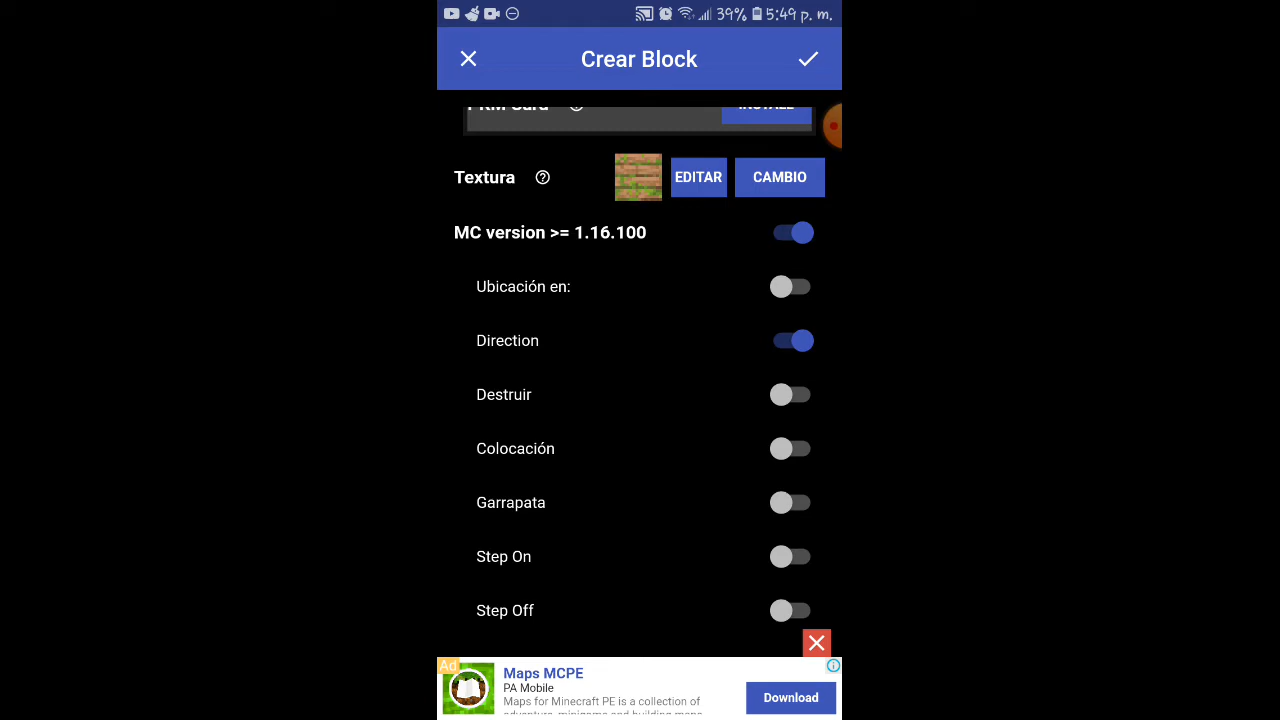 39% 5:49 p. m.
Crear Block
Textura
EDITAR
CAMBIO
MC version >= 1.16.100
Ubicación en:
Direction
Destruir
Colocación
Garrapata
Step On
Step Off
Ad
Maps MCPE
PA Mobile
Maps for Minecraft PE is a collection of
Download